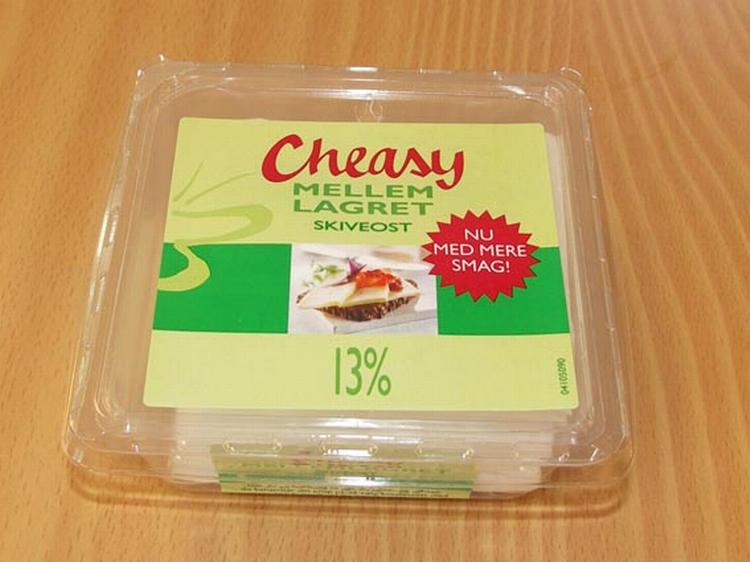 Cheasy
MELLEM
LAGRET
SKIVEOST
NU
MED MERE
SMAG!
13%
04105090